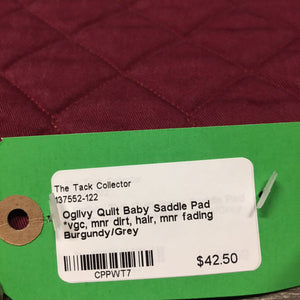 The Tack Collector
137552-122
Ogilvy Quilt Baby Saddle Pad
*vgc, mnr dirt, hair, mnr fading
Burgundy/Grey
$42.50
CPPWT7